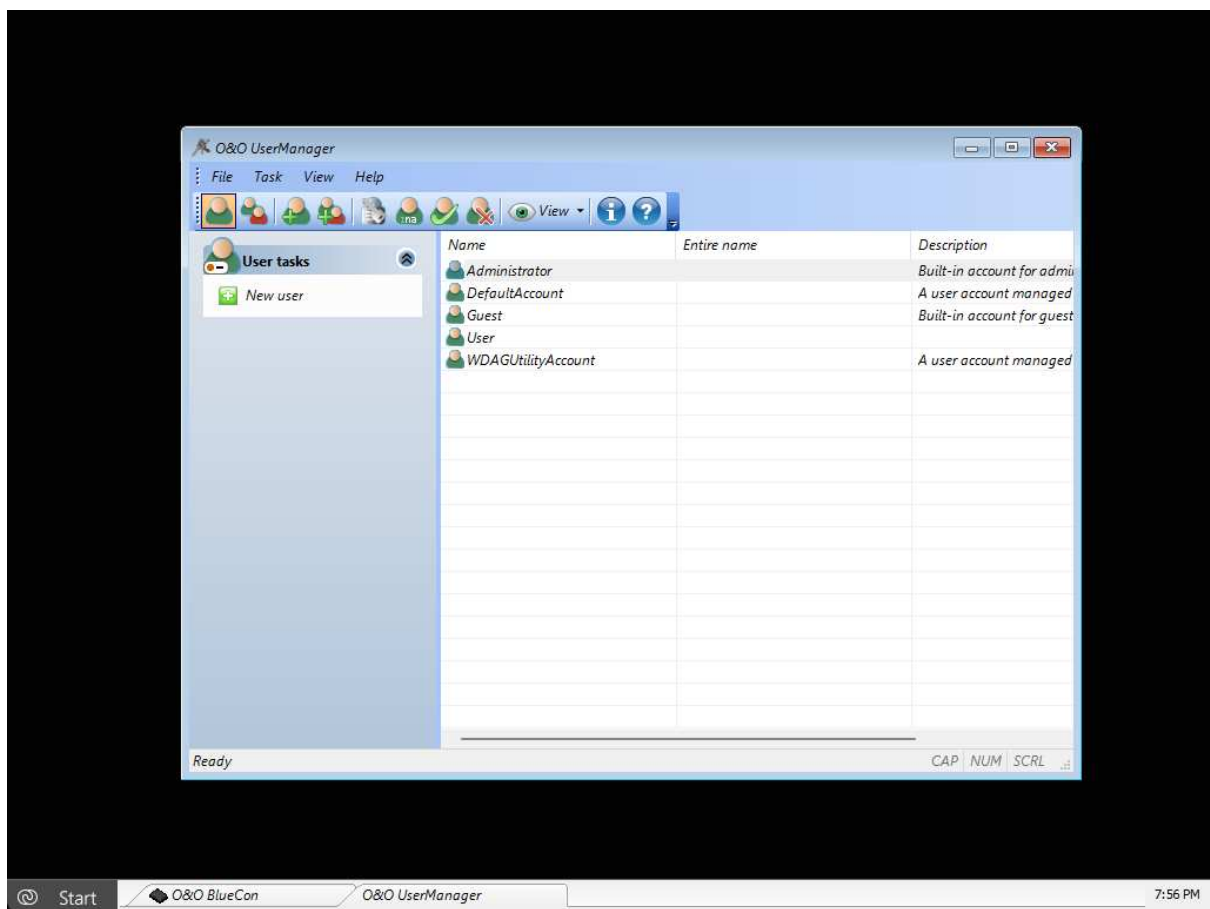 O&O UserManager
File Task View Help
ina View
User tasks
New user
Name Entire name Description
Administrator Built-in account for admi
DefaultAccount A user account managed
Guest Built-in account for guest
User
WDAGUtilityAccount A user account managed
Ready CAP NUM SCRL
Start O&O BlueCon O&O UserManager 7:56 PM